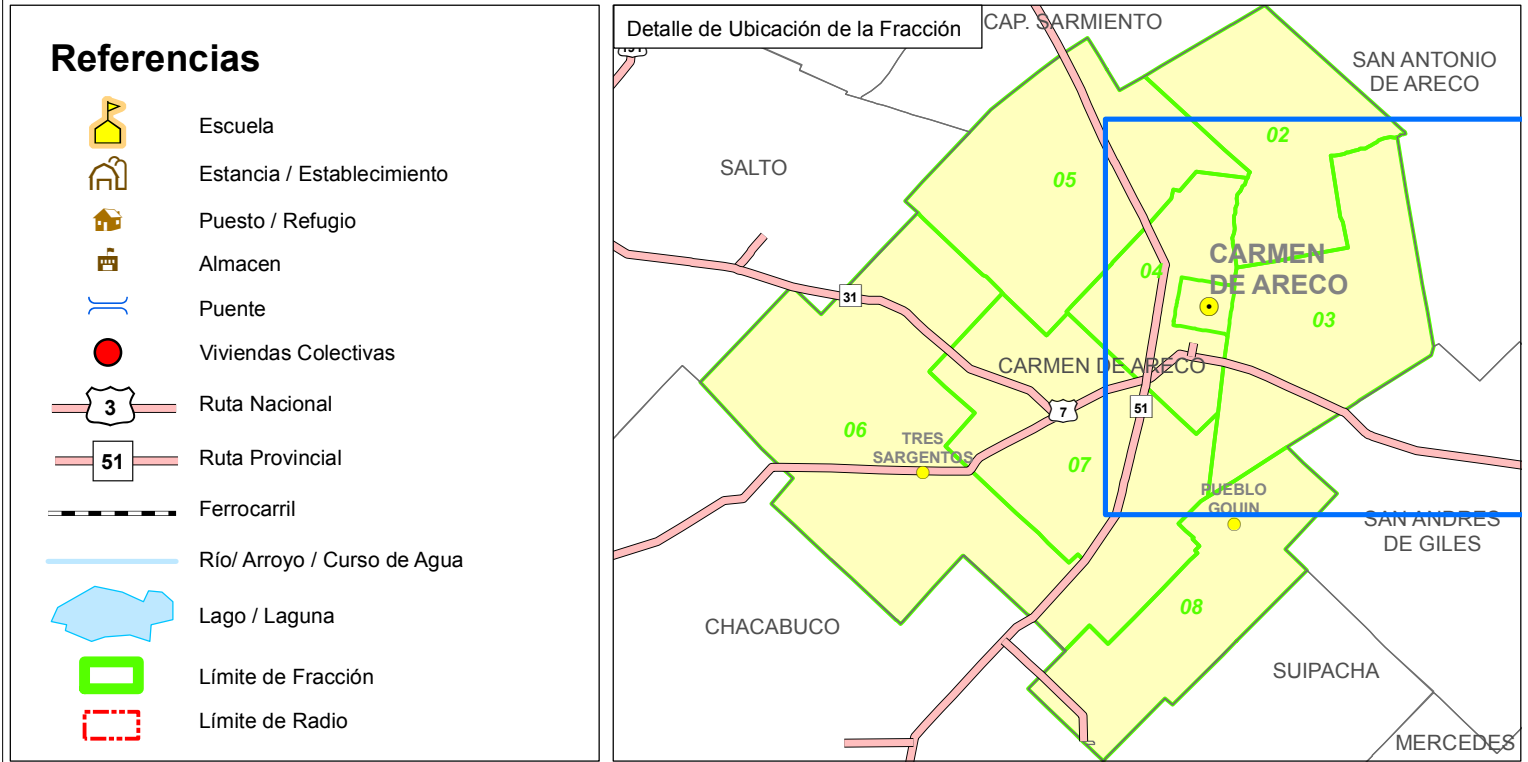 Referencias
Escuela
Estancia / Establecimiento
Puesto / Refugio
Almacen
Puente
Viviendas Colectivas
3
Ruta Nacional
51
Ruta Provincial
Ferrocarril
Río/ Arroyo / Curso de Agua
Lago / Laguna
Límite de Fracción
Límite de Radio
Detalle de Ubicación de la Fracción
CAP. SARMIENTO
SAN ANTONIO
DE ARECO
02
SALTO
05
CARMEN
DE ARECO
04
31
03
CARMEN DE ARECO
7
51
06
TRES
SARGENTOS
07
PUEBLO
GOUIN
SAN ANDRES
DE GILES
08
CHACABUCO
SUIPACHA
MERCEDES